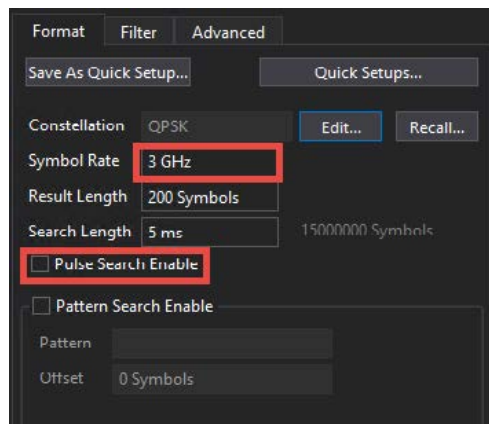 Format Filter Advanced
Save As Quick Setup... Quick Setups...
Constellation QPSK Edit... Recall...
Symbol Rate 3 GHz
Result Length 200 Symbols
Search Length 5 ms 15000000 Symbols
Pulse Search Enable
Pattern Search Enable
Pattern
Offset 0 Symbols